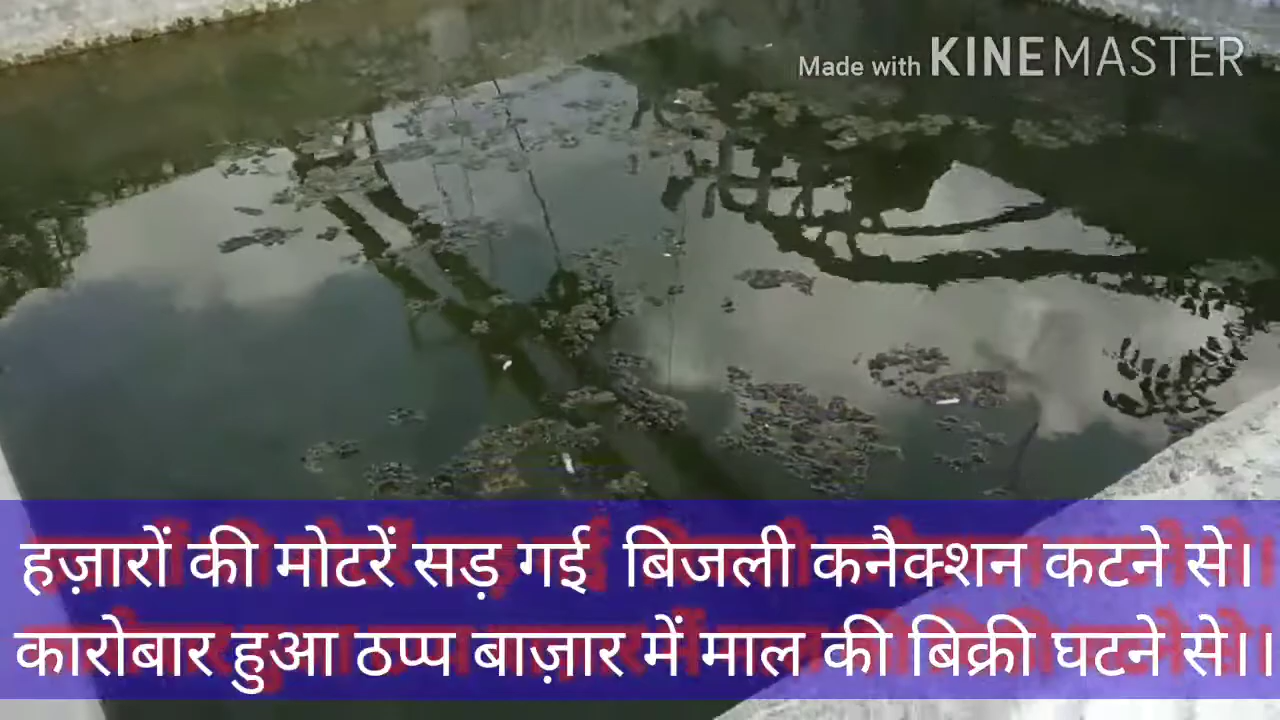 Made with KINEMASTER
हज़ारों की मोटरें सड़ गई बिजली कनैक्शन कटने से।
कारोबार हुआ ठप्प बाज़ार में माल की बिक्री घटने से।।